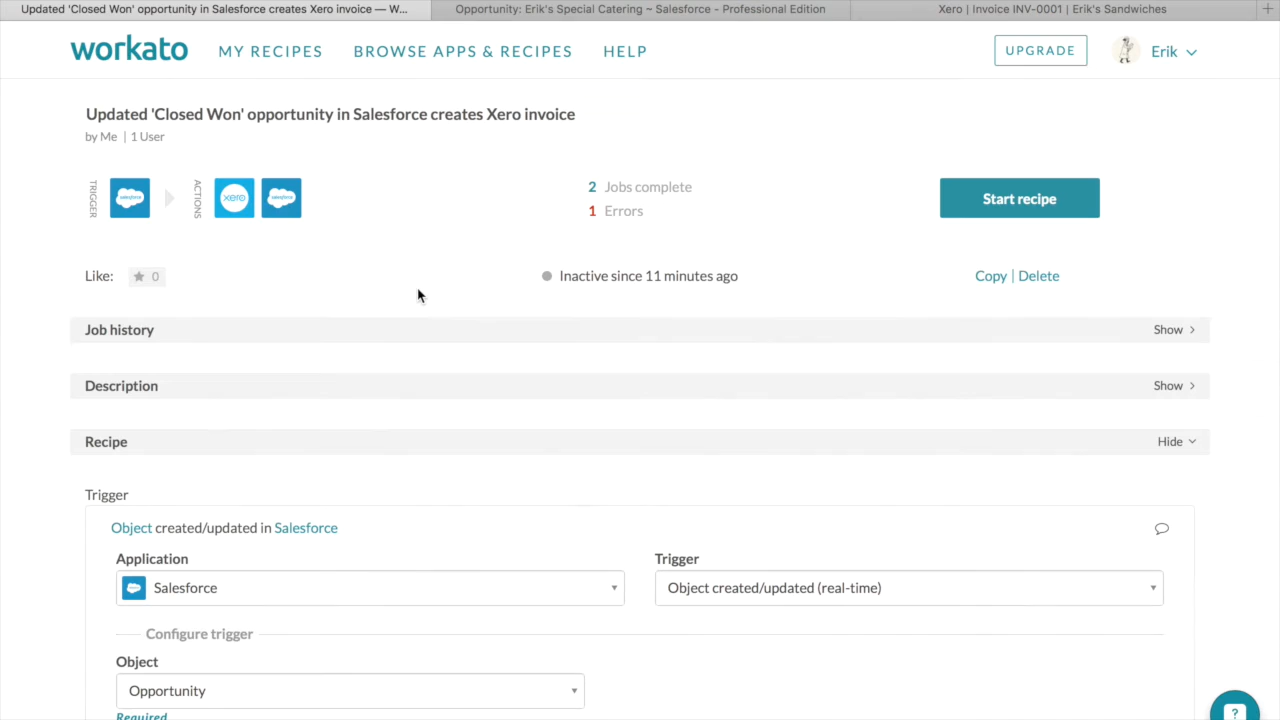 Updated 'Closed Won' opportunity in Salesforce creates Xero invoice — W...
Opportunity: Erik's Special Catering ~ Salesforce - Professional Edition
Xero | Invoice INV-0001 | Erik's Sandwiches
workato
MY RECIPES
BROWSE APPS & RECIPES
HELP
UPGRADE
Erik
Updated 'Closed Won' opportunity in Salesforce creates Xero invoice
by Me | 1 User
TRIGGER
salesforce
ACTIONS
xero
salesforce
2 Jobs complete
1 Errors
Start recipe
Like: 0
Inactive since 11 minutes ago
Copy | Delete
Job history
Show
Description
Show
Recipe
Hide
Trigger
Object created/updated in Salesforce
Application
Trigger
Salesforce
Object created/updated (real-time)
Configure trigger
Object
Opportunity
Required
?